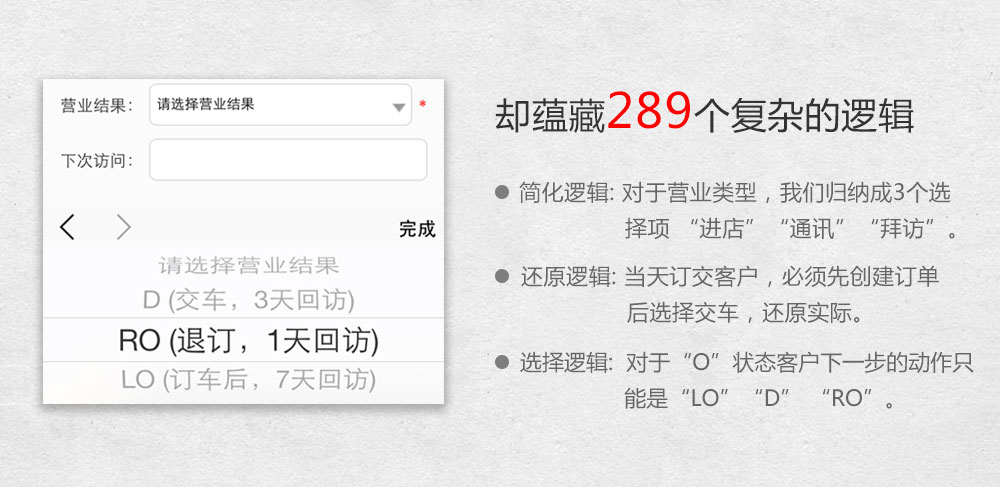 营业结果： 请选择营业结果 *
下次访问：
完成
请选择营业结果
D (交车，3天回访)
RO (退订，1天回访)
LO (订车后，7天回访)
却蕴藏289个复杂的逻辑
● 简化逻辑: 对于营业类型，我们归纳成3个选
择项 “进店” “通讯” “拜访” 。
● 还原逻辑: 当天订交客户，必须先创建订单
后选择交车，还原实际。
● 选择逻辑: 对于“O”状态客户下一步的动作只
能是“LO” “D” “RO” 。